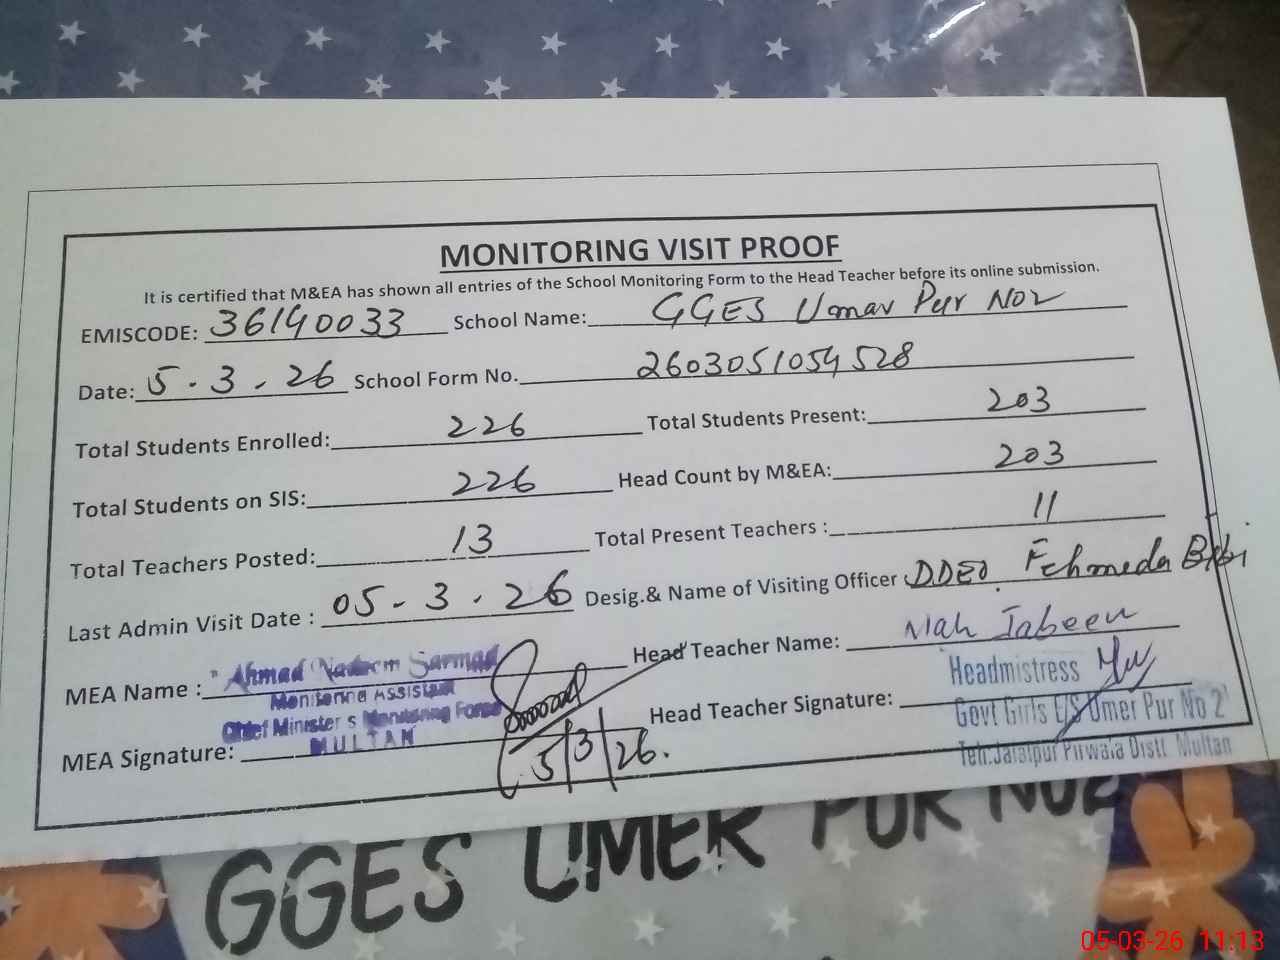 MONITORING VISIT PROOF
It is certified that M&EA has shown all entries of the School Monitoring Form to the Head Teacher before its online submission.
EMISCODE: 36190033 School Name: GGES Umar Pur No2
Date: 5.3.26 School Form No. 2603051054528
Total Students Enrolled: 226 Total Students Present: 203
Total Students on SIS: 226 Head Count by M&EA: 203
Total Teachers Posted: 13 Total Present Teachers : 11
Last Admin Visit Date : 05-3.26 Desig.& Name of Visiting Officer : DDEO Fehmeda Bibi
MEA Name : Ahmad Nadeem Sarmad Head Teacher Name: Mah Jabeen
Monitoring Assistant
Chief Minister s Monitoring Force
MULTAN
MEA Signature: 5/3/26. Head Teacher Signature:
Headmistress
Govt Girls E/S Umer Pur No 2
Teh:Jalalpur Pirwala Distt Multan
GGES UMER PUR NO2
05-03-26 11:13